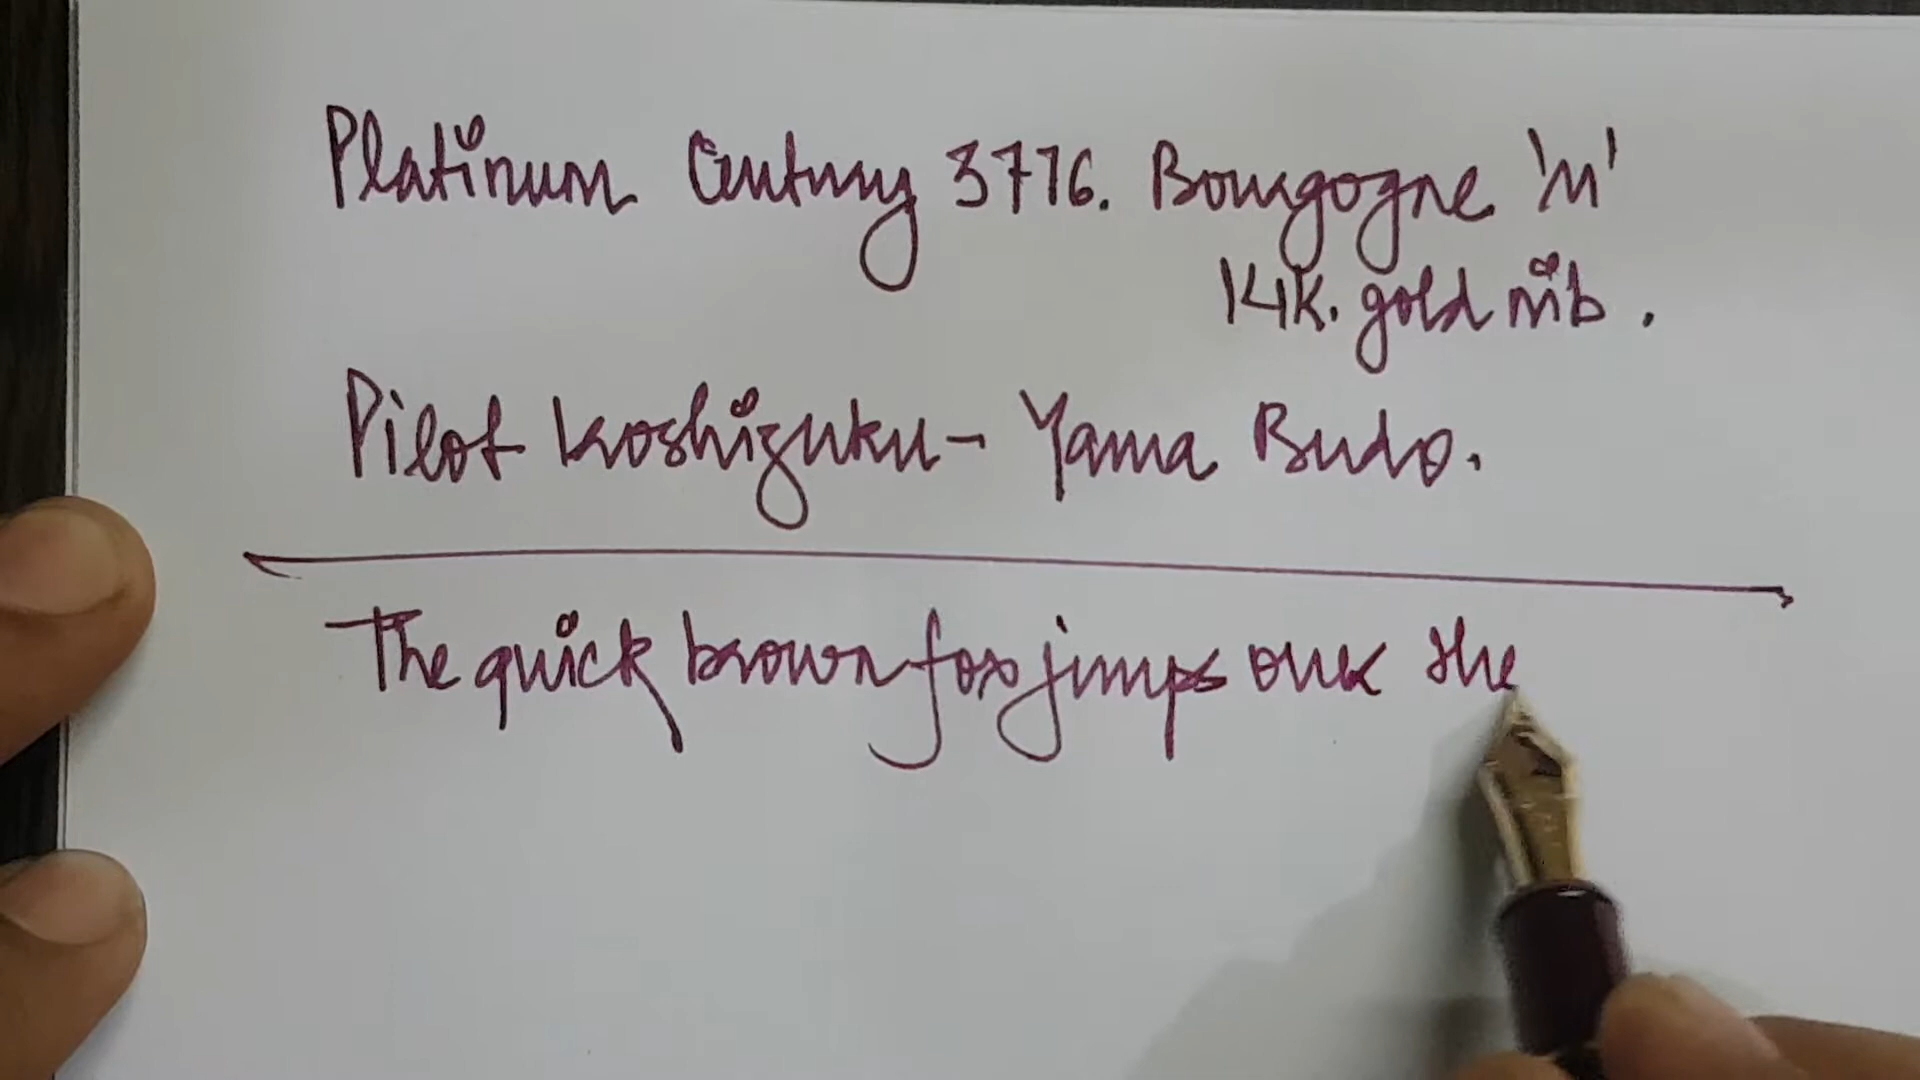 Platinum Century 3776. Bourgogne 'M'
14K. gold nib.
Pilot Iroshizuku - Yama Budo.
The quick brown fox jumps over the